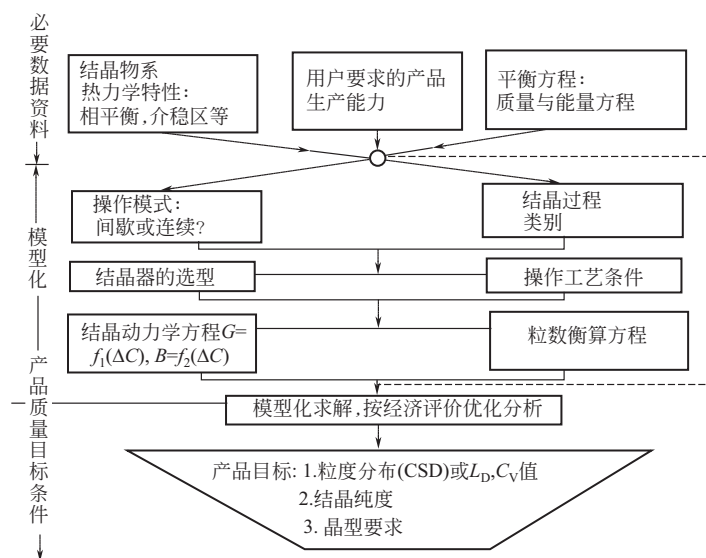 必要数据资料
模型化
产品质量目标条件
结晶物系
热力学特性：
相平衡,介稳区等
用户要求的产品
生产能力
平衡方程：
质量与能量方程
操作模式：
间歇或连续?
结晶过程
类别
结晶器的选型
操作工艺条件
结晶动力学方程G=
f₁(ΔC), B=f₂(ΔC)
粒数衡算方程
模型化求解,按经济评价优化分析
产品目标: 1.粒度分布(CSD)或L_D,C_V值
2.结晶纯度
3. 晶型要求